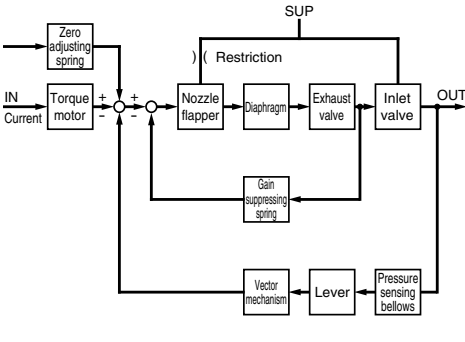 SUP
Zero
adjusting
spring
) ( Restriction
IN
Current
Torque
motor
+
-
+
-
Nozzle
flapper
Diaphragm
Exhaust
valve
Inlet
valve
OUT
Gain
suppressing
spring
Vector
mechanism
Lever
Pressure
sensing
bellows